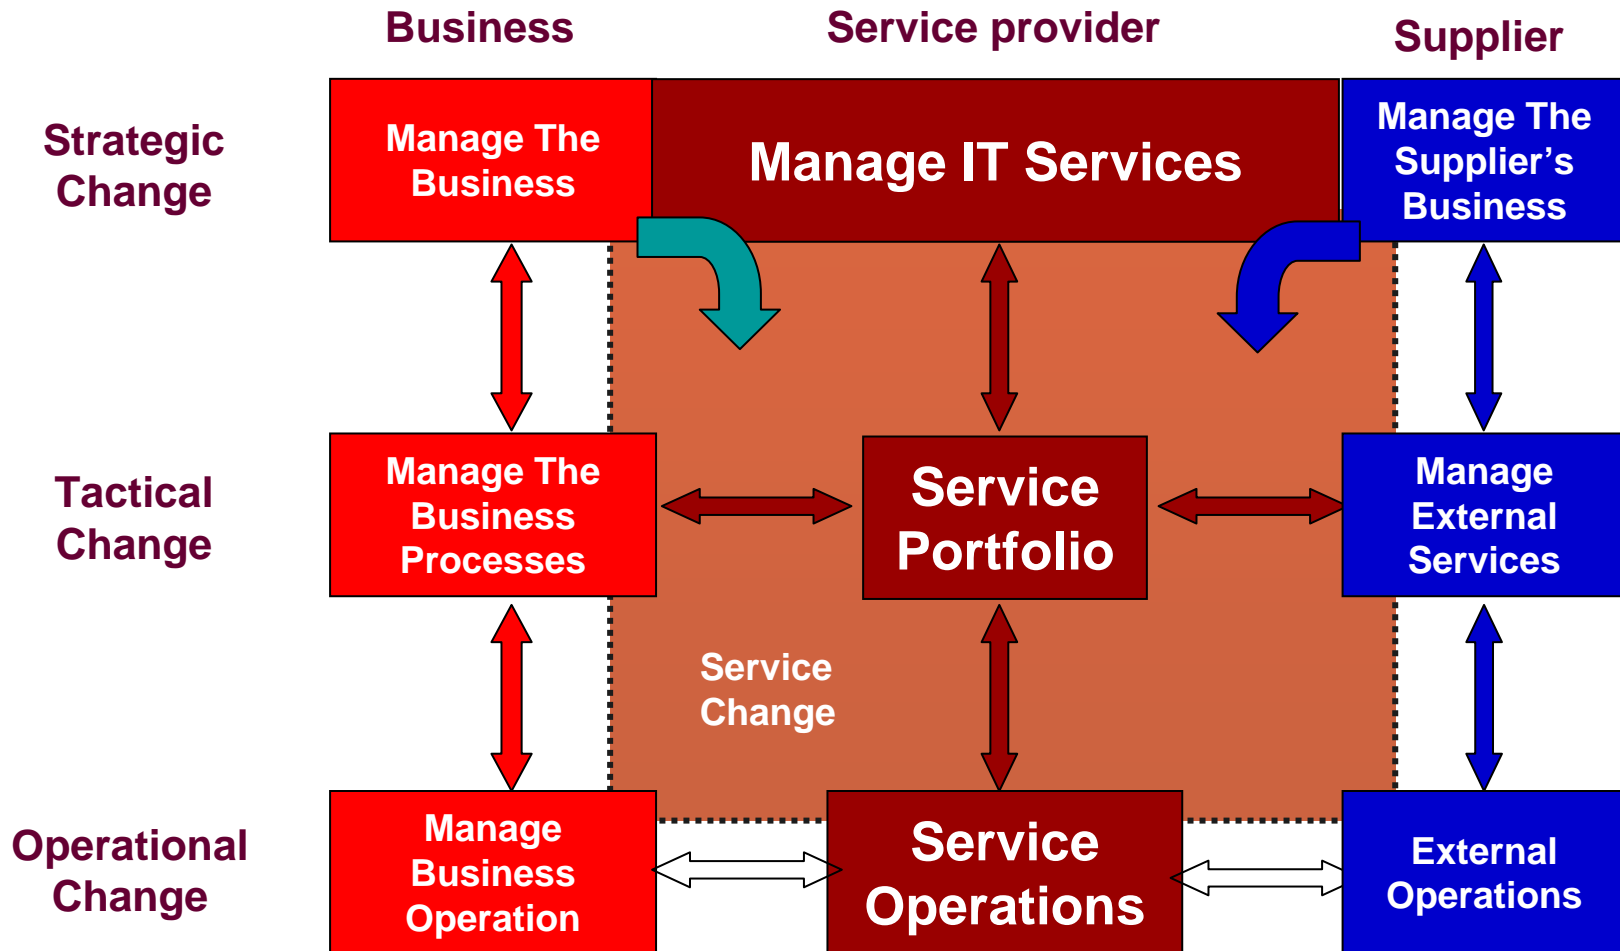 Business
Service provider
Supplier
Strategic
Change
Manage The
Business
Manage IT Services
Manage The
Supplier’s
Business
Tactical
Change
Manage The
Business
Processes
Service
Portfolio
Manage
External
Services
Service
Change
Operational
Change
Manage
Business
Operation
Service
Operations
External
Operations